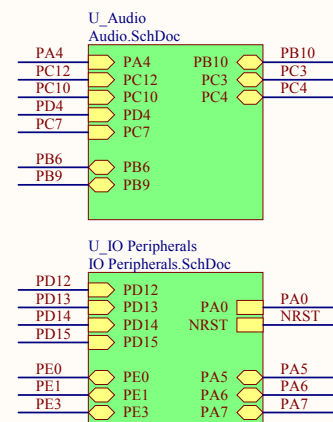 U_Audio
Audio.SchDoc
PA4 PA4 PB10 PB10
PC12 PC12 PC3 PC3
PC10 PC10 PC4 PC4
PD4 PD4
PC7 PC7
PB6 PB6
PB9 PB9
U_IO Peripherals
IO Peripherals.SchDoc
PD12 PD12
PD13 PD13 PA0 PA0
PD14 PD14 NRST NRST
PD15 PD15
PE0 PE0 PA5 PA5
PE1 PE1 PA6 PA6
PE3 PE3 PA7 PA7